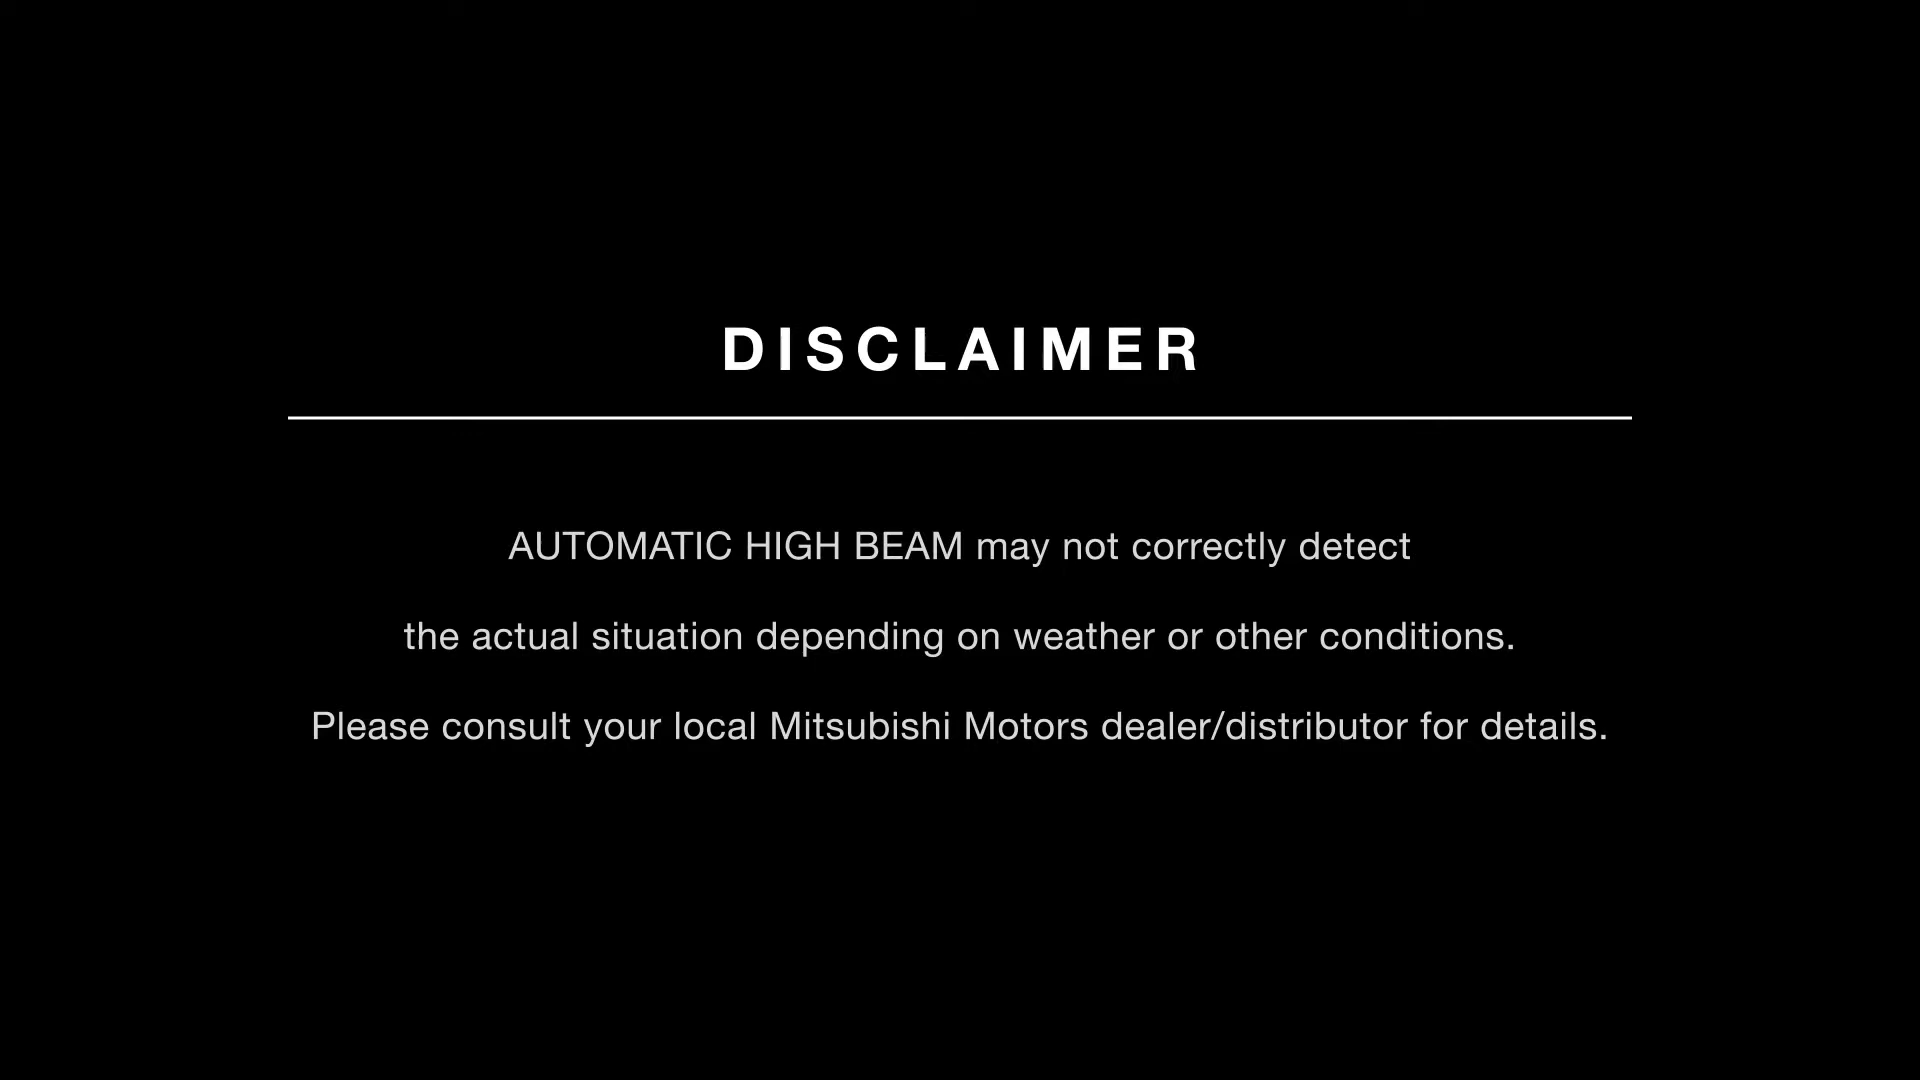 DISCLAIMER
AUTOMATIC HIGH BEAM may not correctly detect
the actual situation depending on weather or other conditions.
Please consult your local Mitsubishi Motors dealer/distributor for details.